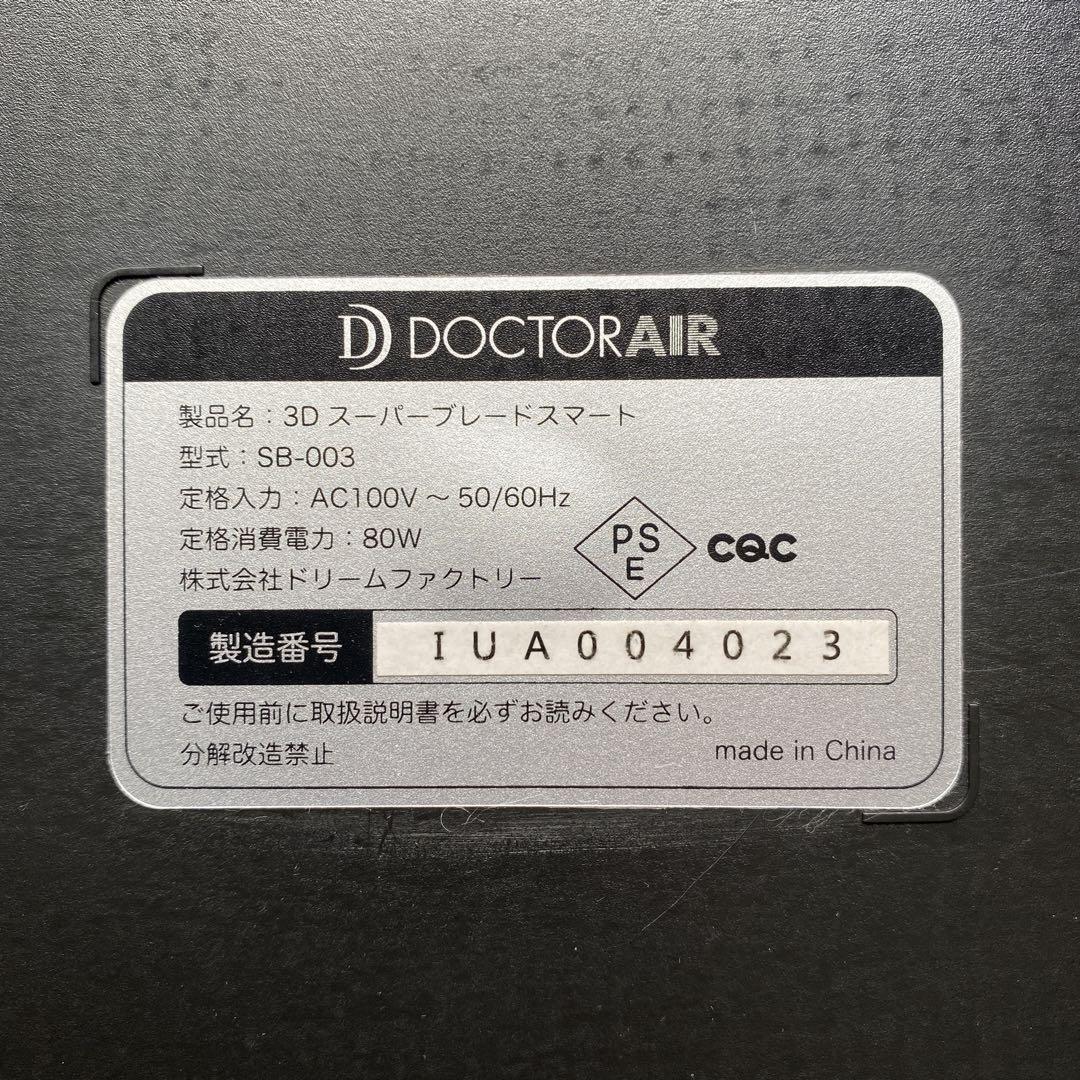 D DOCTORAIR
製品名：3D スーパーブレードスマート
型式：SB-003
定格入力：AC100V ～ 50/60Hz
定格消費電力：80W
株式会社ドリームファクトリー
PS
E
CQC
製造番号 IUA004023
ご使用前に取扱説明書を必ずお読みください。
分解改造禁止
made in China